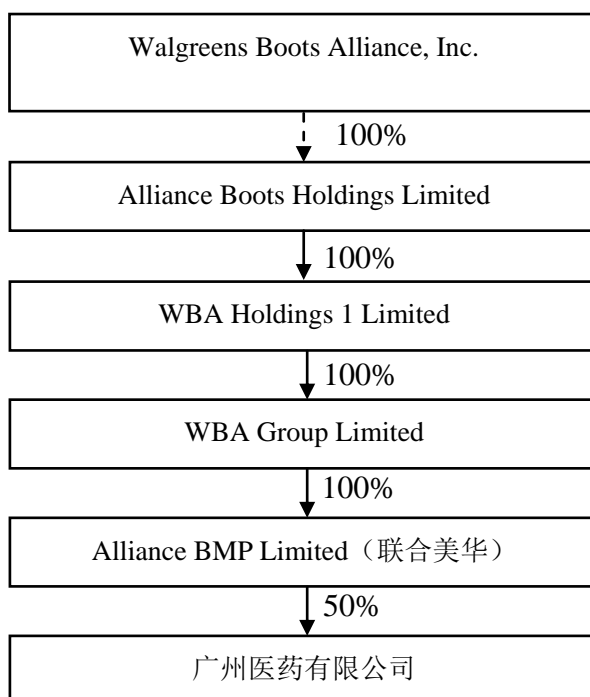 Walgreens Boots Alliance, Inc.
100%
Alliance Boots Holdings Limited
100%
WBA Holdings 1 Limited
100%
WBA Group Limited
100%
Alliance BMP Limited（联合美华）
50%
广州医药有限公司